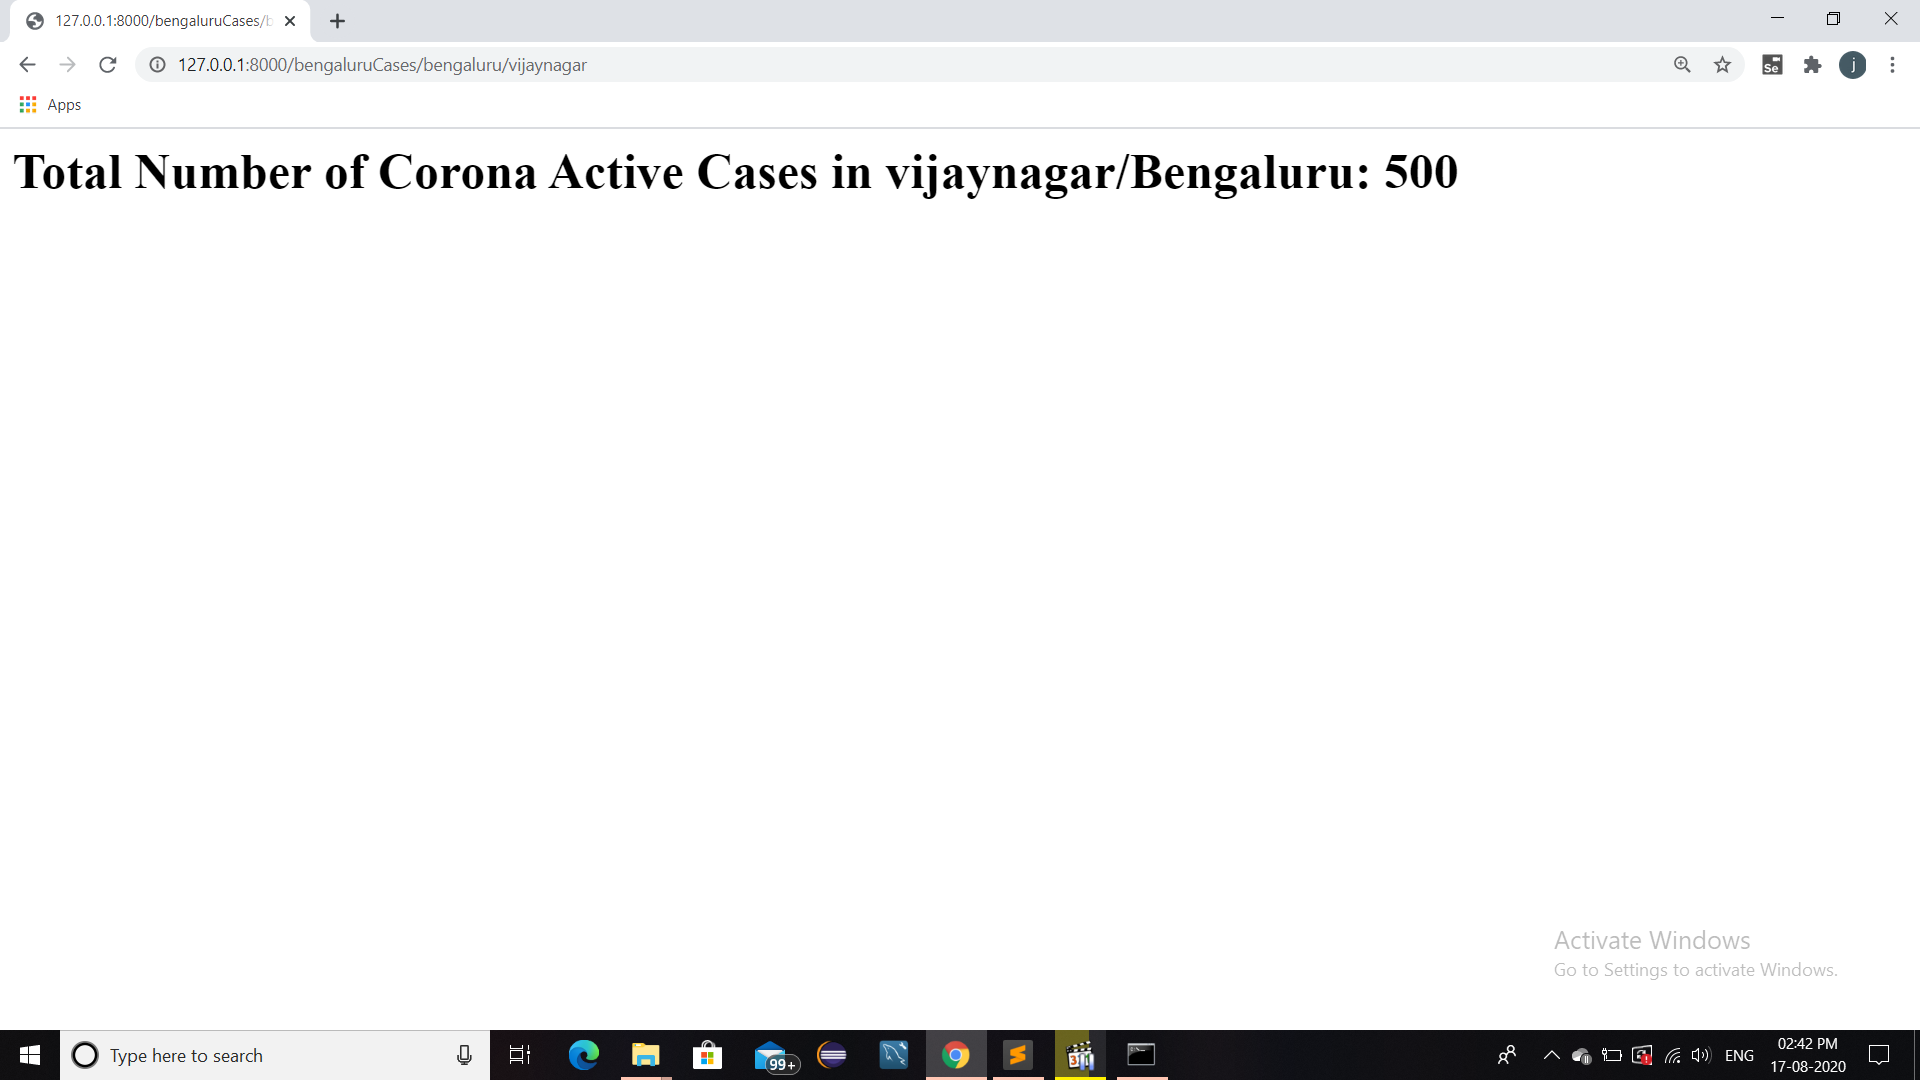 127.0.0.1:8000/bengaluruCases/b
127.0.0.1:8000/bengaluruCases/bengaluru/vijaynagar
Se
j
Apps
Total Number of Corona Active Cases in vijaynagar/Bengaluru: 500
Activate Windows
Go to Settings to activate Windows.
Type here to search
99+
ENG
02:42 PM
17-08-2020